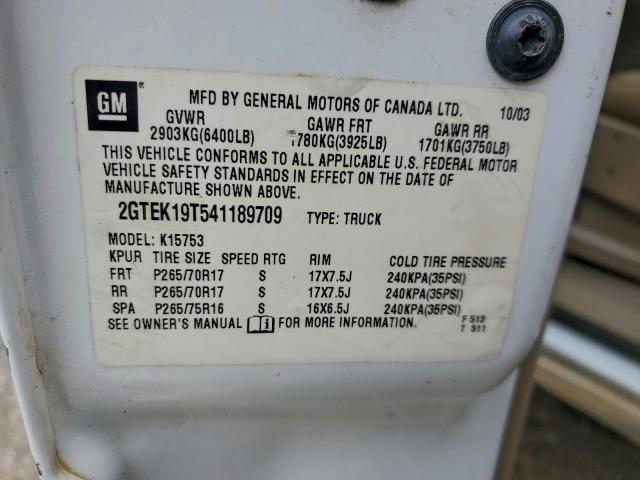 GM ®
MFD BY GENERAL MOTORS OF CANADA LTD. 10/03
GVWR GAWR FRT GAWR RR
2903KG(6400LB) 1780KG(3925LB) 1701KG(3750LB)
THIS VEHICLE CONFORMS TO ALL APPLICABLE U.S. FEDERAL MOTOR
VEHICLE SAFETY STANDARDS IN EFFECT ON THE DATE OF
MANUFACTURE SHOWN ABOVE.
2GTEK19T541189709 TYPE: TRUCK
MODEL: K15753
KPUR TIRE SIZE SPEED RTG RIM COLD TIRE PRESSURE
FRT P265/70R17 S 17X7.5J 240KPA(35PSI)
RR P265/70R17 S 17X7.5J 240KPA(35PSI)
SPA P265/75R16 S 16X6.5J 240KPA(35PSI)
SEE OWNER'S MANUAL i FOR MORE INFORMATION.
F 513
T 511